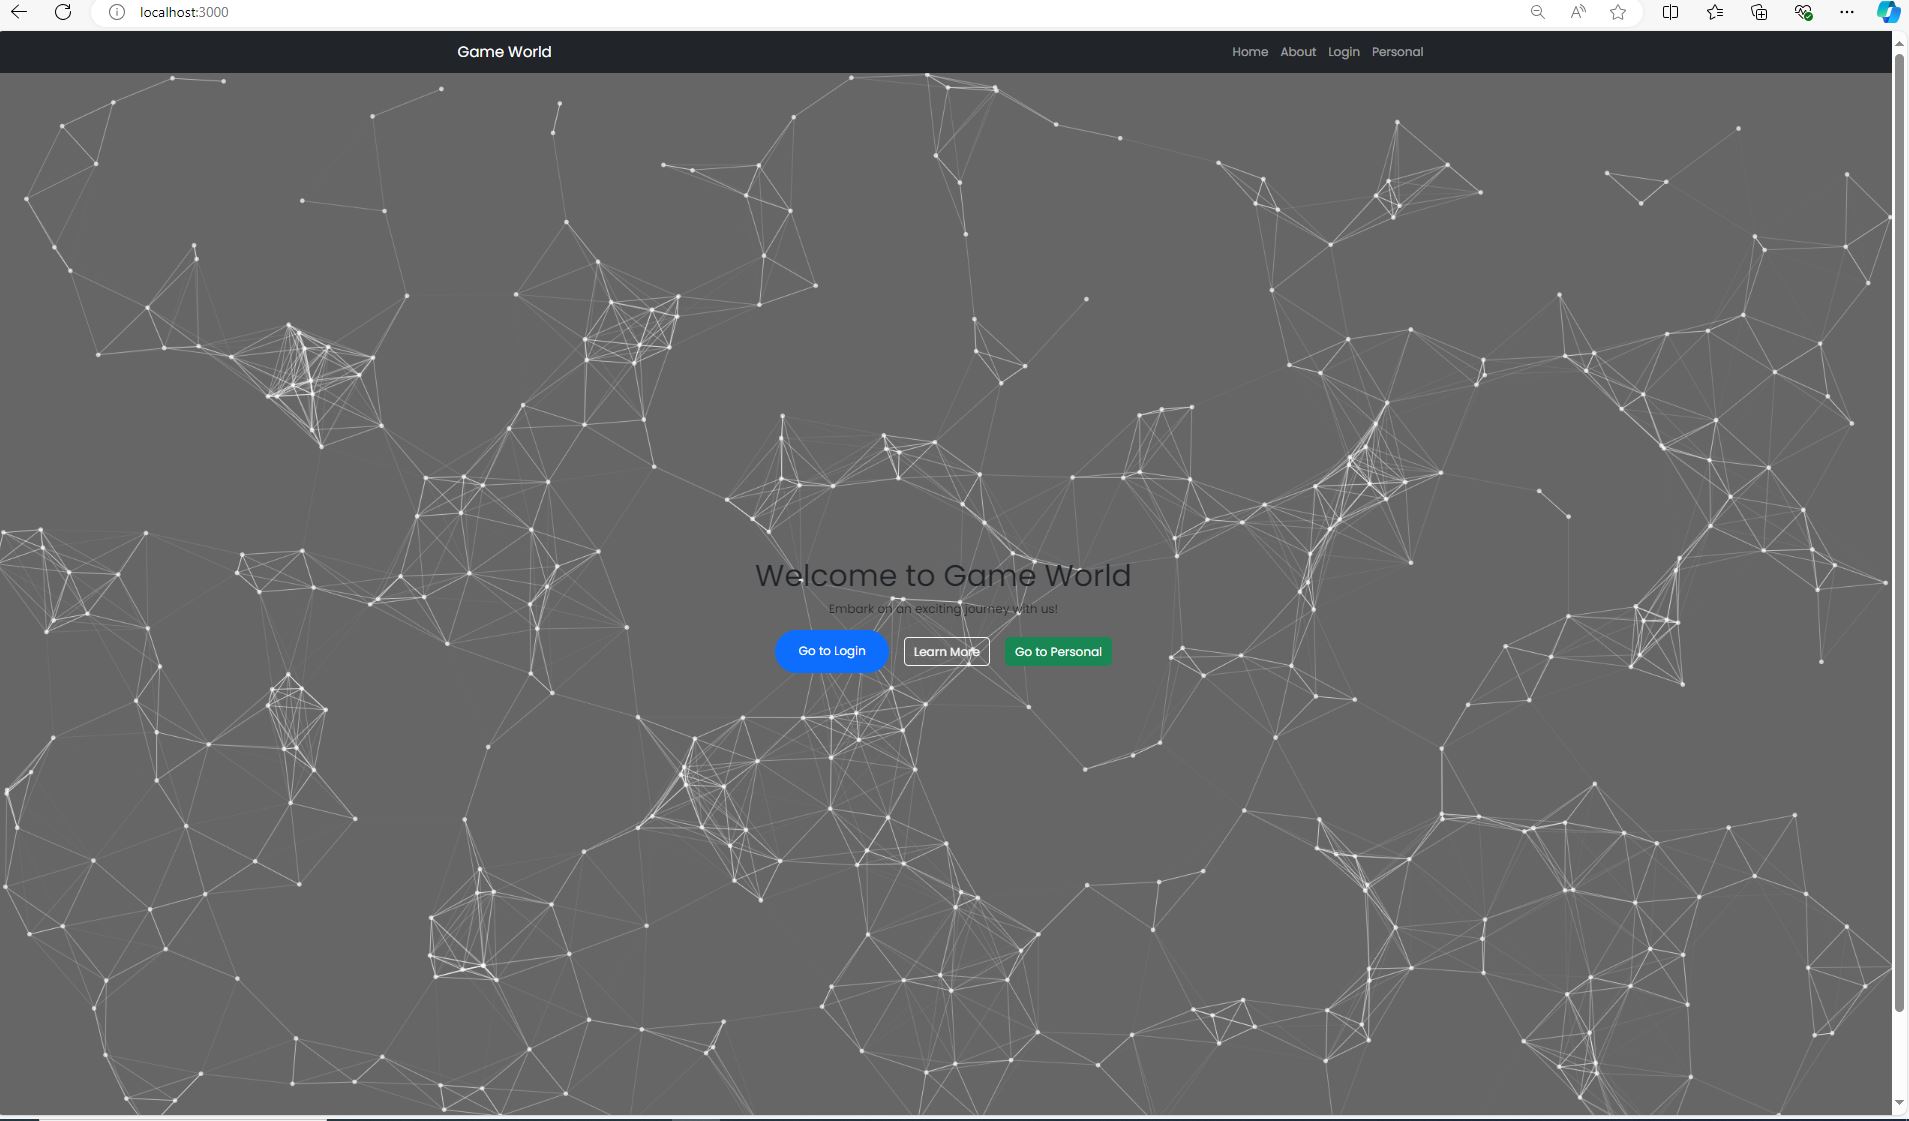 localhost:3000
Game World
Home About Login Personal
Welcome to Game World
Embark on an exciting journey with us!
Go to Login Learn More Go to Personal